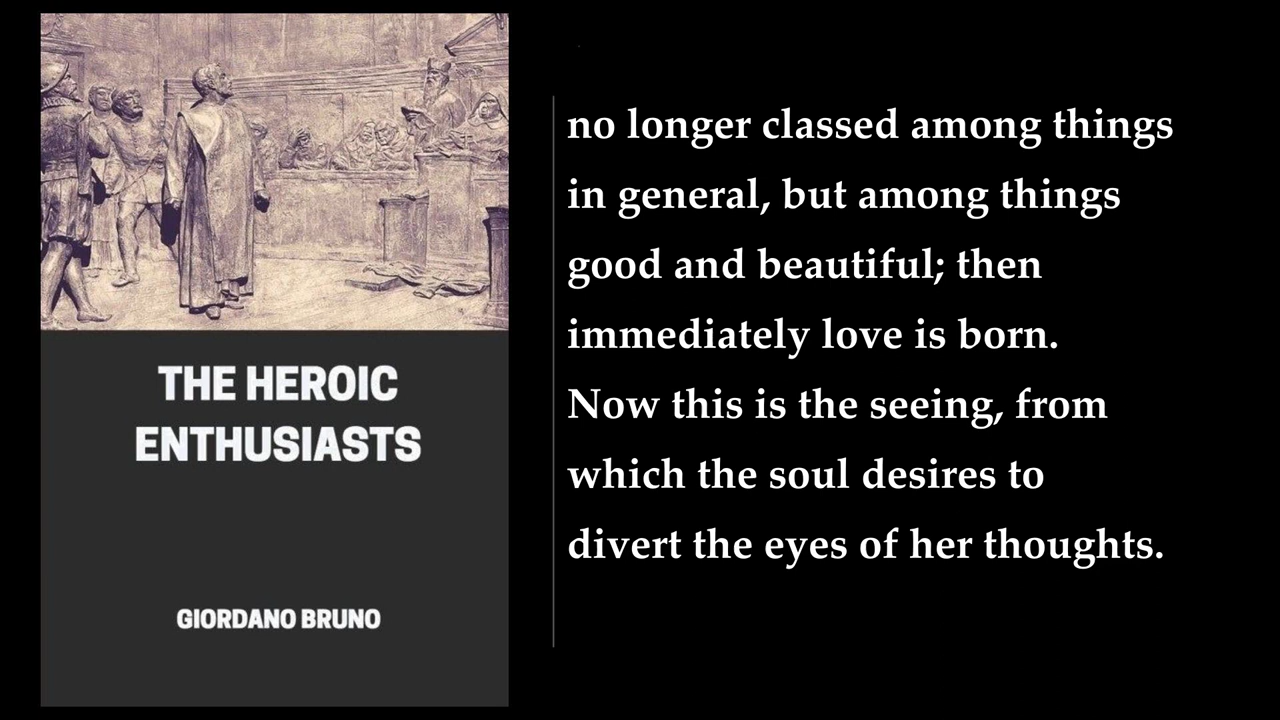 THE HEROIC
ENTHUSIASTS
GIORDANO BRUNO
no longer classed among things
in general, but among things
good and beautiful; then
immediately love is born.
Now this is the seeing, from
which the soul desires to
divert the eyes of her thoughts.